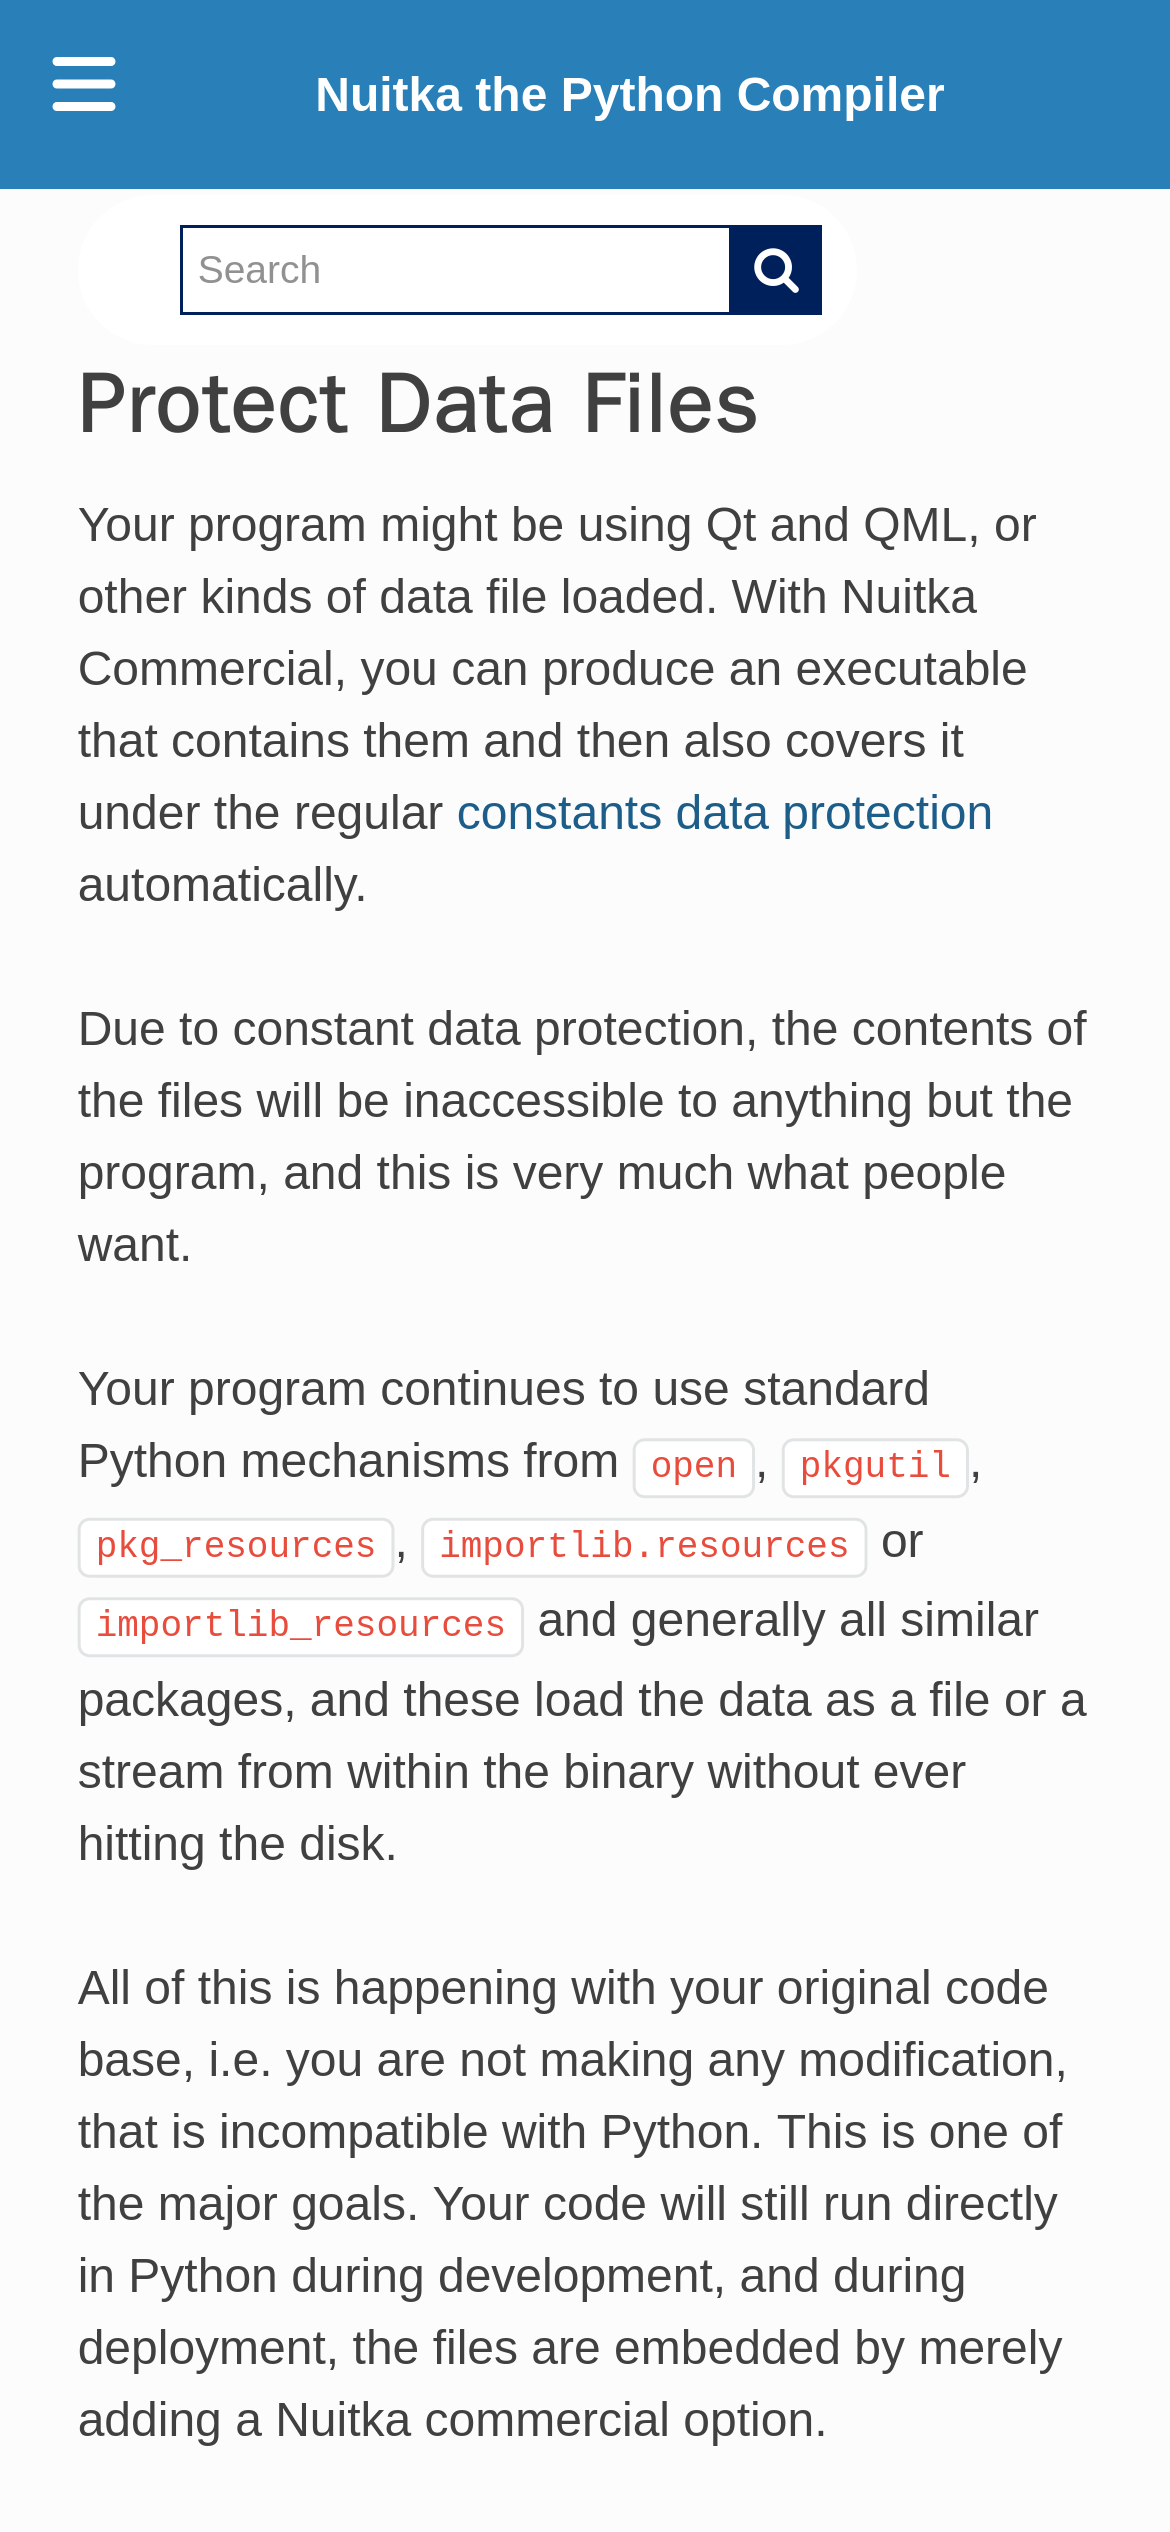 Nuitka the Python Compiler
Search
Protect Data Files
Your program might be using Qt and QML, or
other kinds of data file loaded. With Nuitka
Commercial, you can produce an executable
that contains them and then also covers it
under the regular constants data protection
automatically.
Due to constant data protection, the contents of
the files will be inaccessible to anything but the
program, and this is very much what people
want.
Your program continues to use standard
Python mechanisms from open, pkgutil,
pkg_resources, importlib.resources or
importlib_resources and generally all similar
packages, and these load the data as a file or a
stream from within the binary without ever
hitting the disk.
All of this is happening with your original code
base, i.e. you are not making any modification,
that is incompatible with Python. This is one of
the major goals. Your code will still run directly
in Python during development, and during
deployment, the files are embedded by merely
adding a Nuitka commercial option.